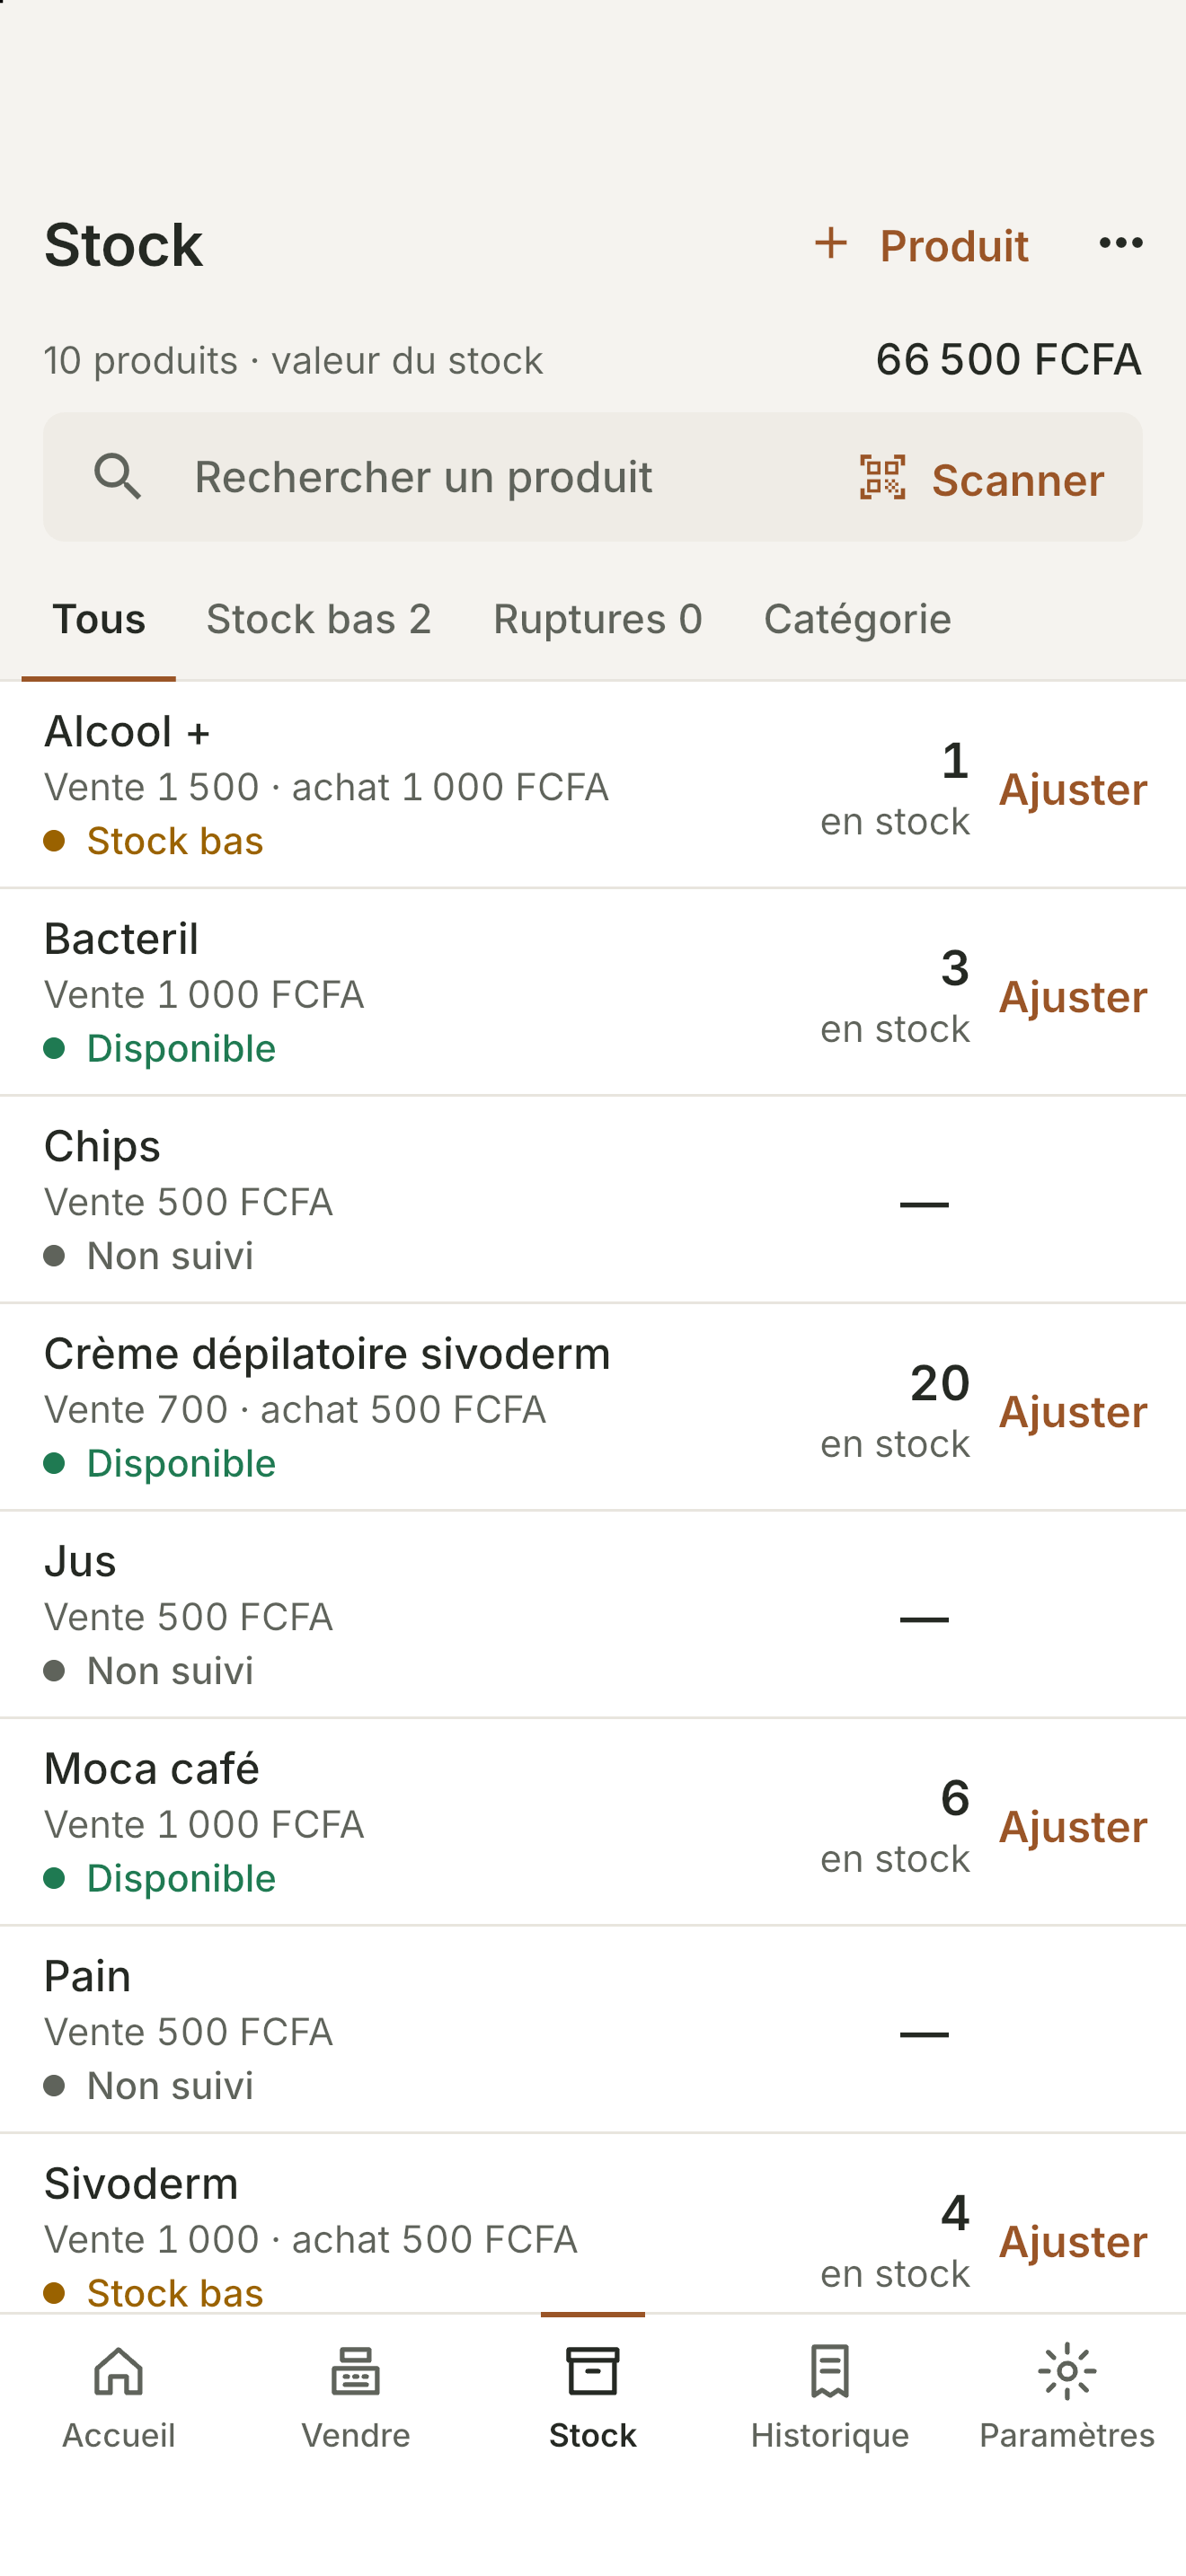 Stock
+ Produit
10 produits · valeur du stock 66 500 FCFA
Rechercher un produit Scanner
Tous Stock bas 2 Ruptures 0 Catégorie
Alcool +
Vente 1 500 · achat 1 000 FCFA
Stock bas
1
en stock
Ajuster
Bacteril
Vente 1 000 FCFA
Disponible
3
en stock
Ajuster
Chips
Vente 500 FCFA
Non suivi
—
Crème dépilatoire sivoderm
Vente 700 · achat 500 FCFA
Disponible
20
en stock
Ajuster
Jus
Vente 500 FCFA
Non suivi
—
Moca café
Vente 1 000 FCFA
Disponible
6
en stock
Ajuster
Pain
Vente 500 FCFA
Non suivi
—
Sivoderm
Vente 1 000 · achat 500 FCFA
Stock bas
4
en stock
Ajuster
Accueil Vendre Stock Historique Paramètres